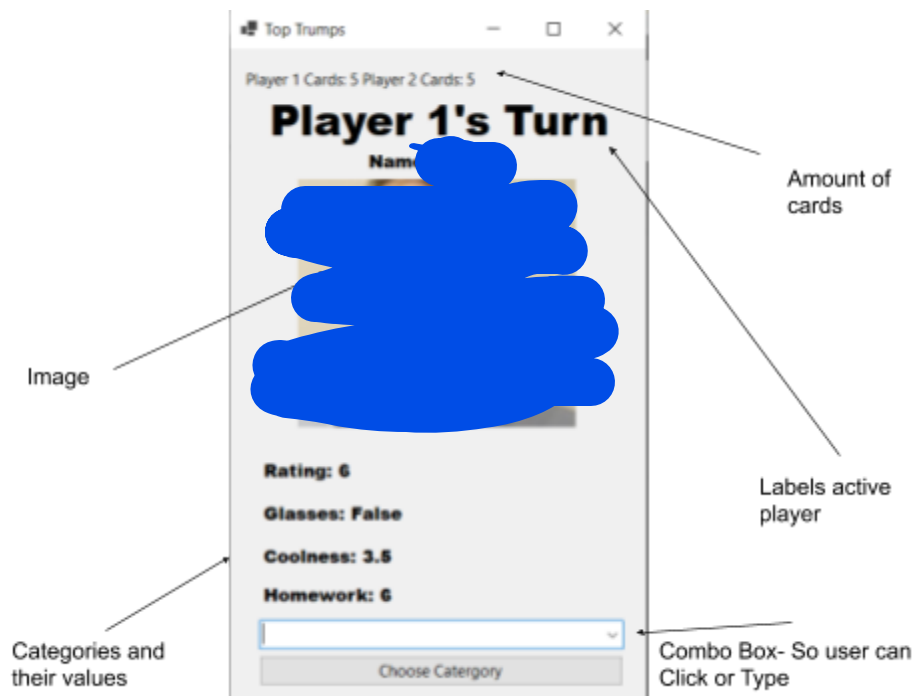 Top Trumps
Player 1 Cards: 5 Player 2 Cards: 5
Player 1's Turn
Amount of
cards
Image
Rating: 6
Labels active
player
Glasses: False
Coolness: 3.5
Homework: 6
Categories and
their values
Combo Box- So user can
Click or Type
Choose Catergory